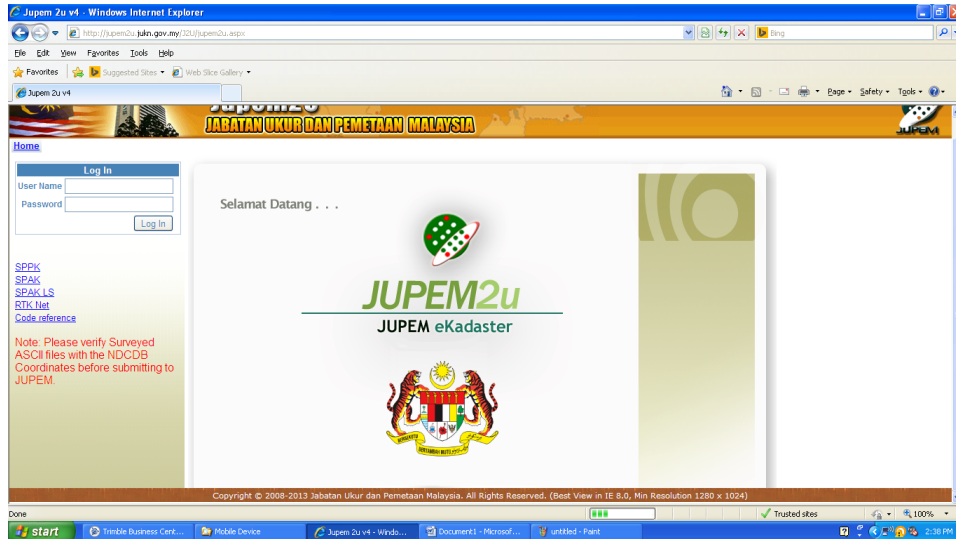 Jupem 2u v4 - Windows Internet Explorer
http://jupem2u.jukn.gov.my/J2U/jupem2u.aspx
Bing
File Edit View Favorites Tools Help
Favorites Suggested Sites Web Slice Gallery
Jupem 2u v4
Page Safety Tools
JABATAN UKUR DAN PEMETAAN MALAYSIA
JUPEM
Home
Log In
User Name
Password
Log In
SPPK
SPAK
SPAK LS
RTK Net
Code reference
Note: Please verify Surveyed
ASCII files with the NDCDB
Coordinates before submitting to
JUPEM.
Selamat Datang . . .
JUPEM2u
JUPEM eKadaster
Copyright © 2008-2013 Jabatan Ukur dan Pemetaan Malaysia. All Rights Reserved. (Best View in IE 8.0, Min Resolution 1280 x 1024)
Done
Trusted sites
100%
start
Trimble Business Cent...
Mobile Device
Jupem 2u v4 - Windo...
Document1 - Microsof...
untitled - Paint
2:38 PM